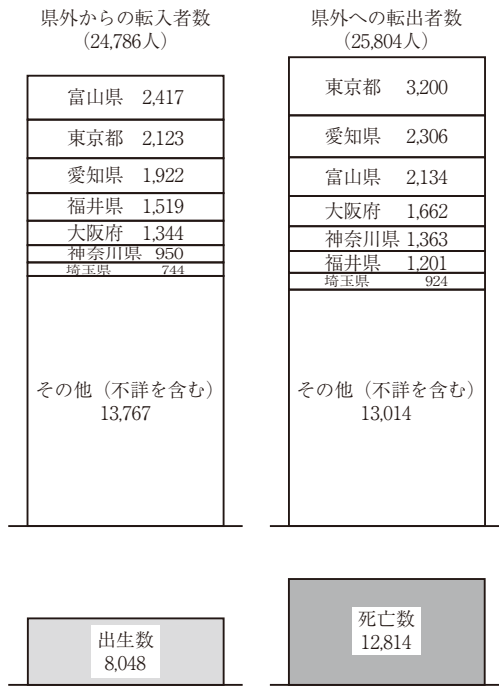 県外からの転入者数
（24,786人）
富山県 2,417
東京都 2,123
愛知県 1,922
福井県 1,519
大阪府 1,344
神奈川県 950
埼玉県 744
その他（不詳を含む）
13,767
出生数
8,048
県外への転出者数
（25,804人）
東京都 3,200
愛知県 2,306
富山県 2,134
大阪府 1,662
神奈川県 1,363
福井県 1,201
埼玉県 924
その他（不詳を含む）
13,014
死亡数
12,814